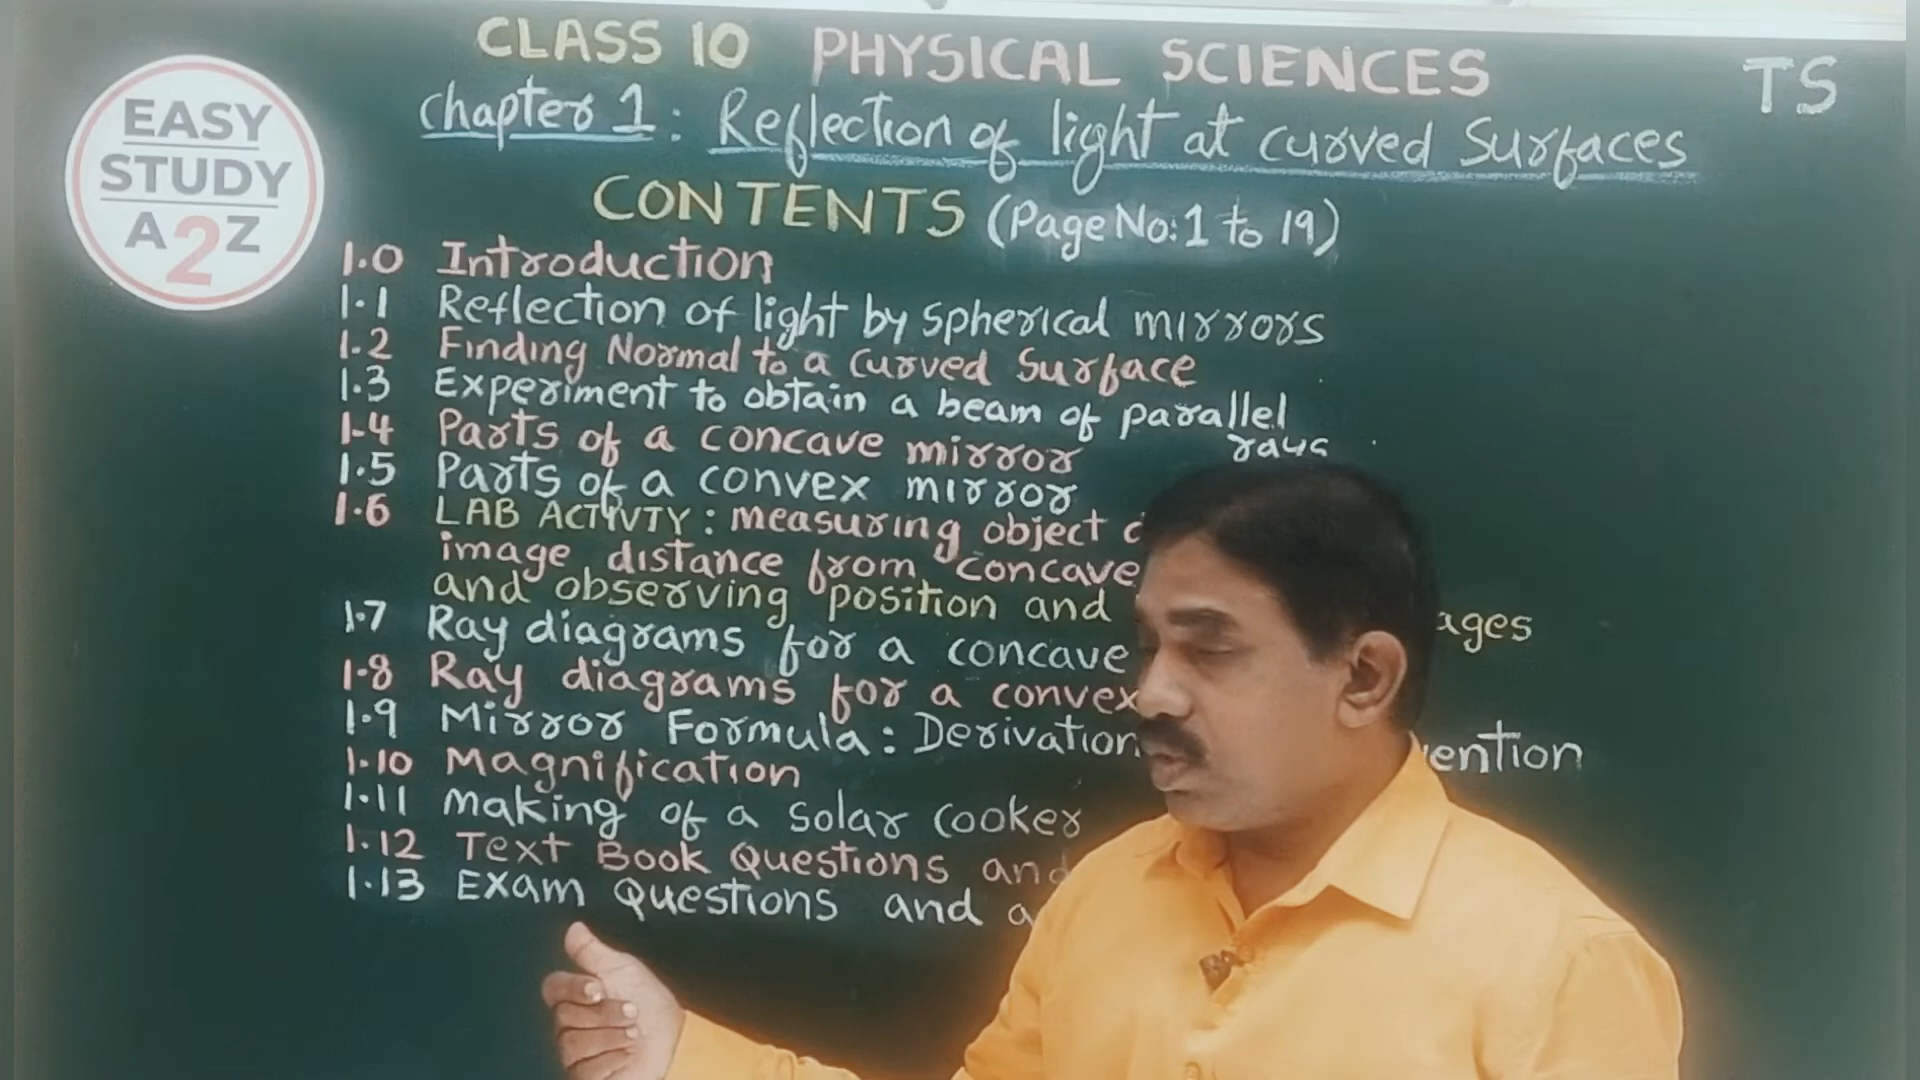 CLASS 10 PHYSICAL SCIENCES
TS
Chapter 1: Reflection of light at curved Surfaces
EASY
STUDY
A2Z
CONTENTS (Page No: 1 to 19)
1.0 Introduction
1.1 Reflection of light by spherical mirrors
1.2 Finding Normal to a curved Surface
1.3 Experiment to obtain a beam of parallel
rays
1.4 Parts of a concave mirror
1.5 Parts of a convex mirror
1.6 LAB ACTIVTY: measuring object
image distance from concave
and observing position and ages
1.7 Ray diagrams for a concave
1.8 Ray diagrams for a convex
1.9 Mirror Formula: Derivation vention
1.10 Magnification
1.11 Making of a solar cooker
1.12 Text Book Questions and
1.13 Exam Questions and